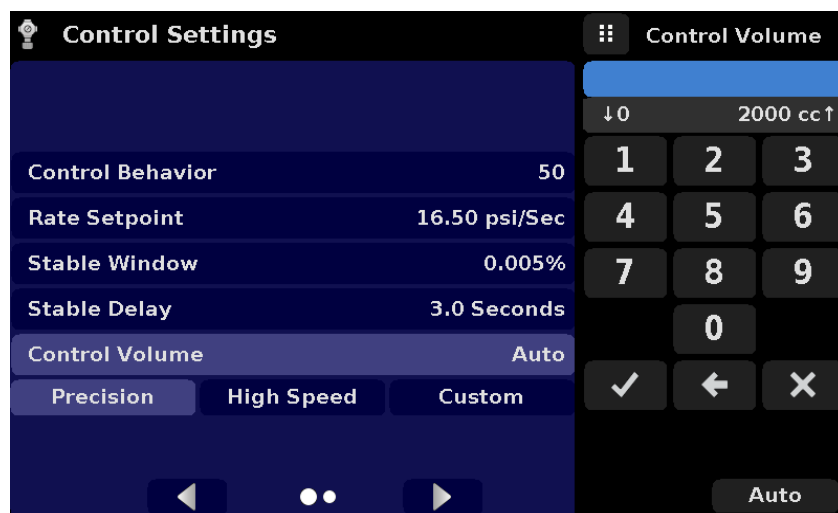 Control Settings
Control Volume
↓0 2000 cc↑
Control Behavior 50
Rate Setpoint 16.50 psi/Sec
Stable Window 0.005%
Stable Delay 3.0 Seconds
Control Volume Auto
Precision High Speed Custom
1 2 3
4 5 6
7 8 9
0
Auto